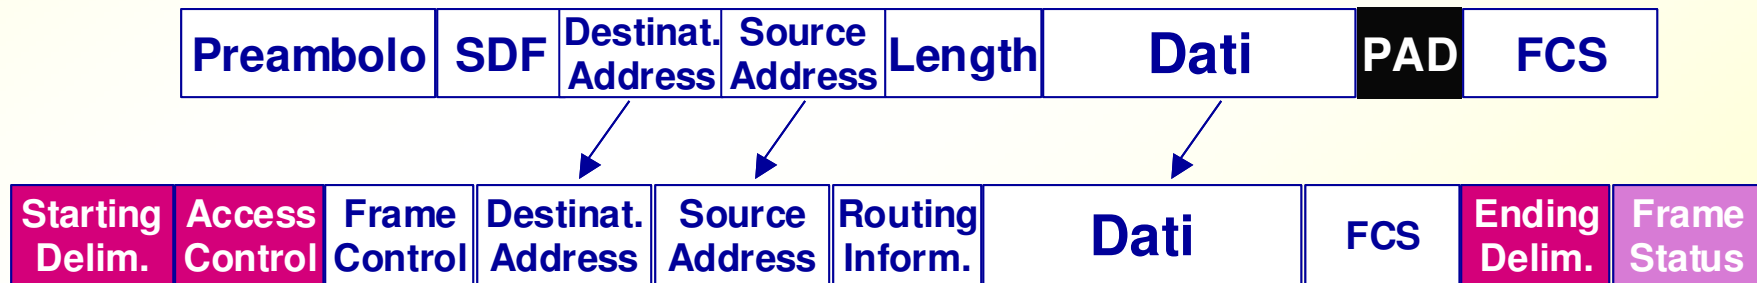 Preambolo SDF Destinat. Address Source Address Length Dati PAD FCS
Starting Delim. Access Control Frame Control Destinat. Address Source Address Routing Inform. Dati FCS Ending Delim. Frame Status